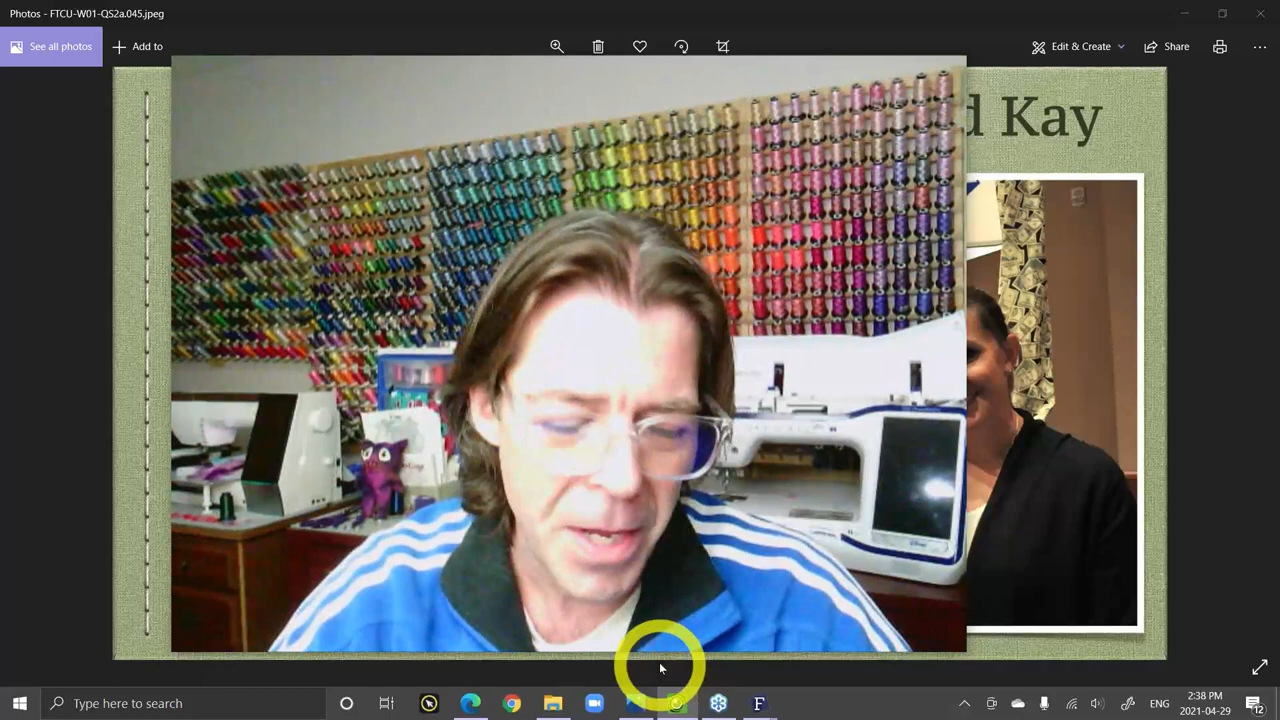 Photos - FTCU-W01-QS2a.045.jpeg
See all photos
Add to
Edit & Create
Share
d Kay
Type here to search
ENG
2:38 PM
2021-04-29
12